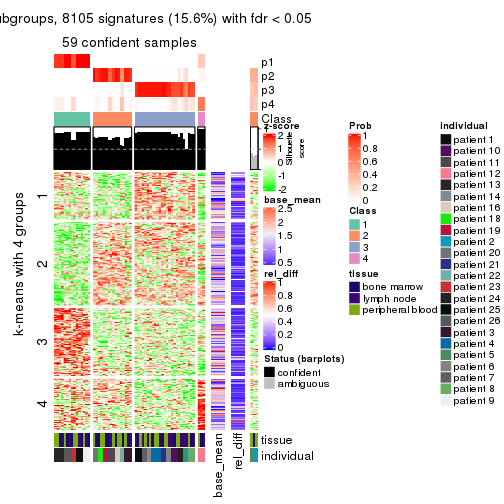 ubgroups, 8105 signatures (15.6%) with fdr < 0.05
59 confident samples
p1
p2
p3
p4
Class
z-score
2
1
0
-1
-2
Silhouette
score
base_mean
2.5
2
1.5
1
0.5
rel_diff
1
0.8
0.6
0.4
0.2
0
Status (barplots)
confident
ambiguous
Prob
1
0.8
0.6
0.4
0.2
0
Class
1
2
3
4
tissue
bone marrow
lymph node
peripheral blood
individual
patient 1
patient 10
patient 11
patient 12
patient 13
patient 14
patient 16
patient 18
patient 19
patient 2
patient 20
patient 21
patient 22
patient 23
patient 24
patient 25
patient 26
patient 3
patient 4
patient 5
patient 6
patient 7
patient 8
patient 9
k-means with 4 groups
1
2
3
4
tissue
individual
base_mean
rel_diff